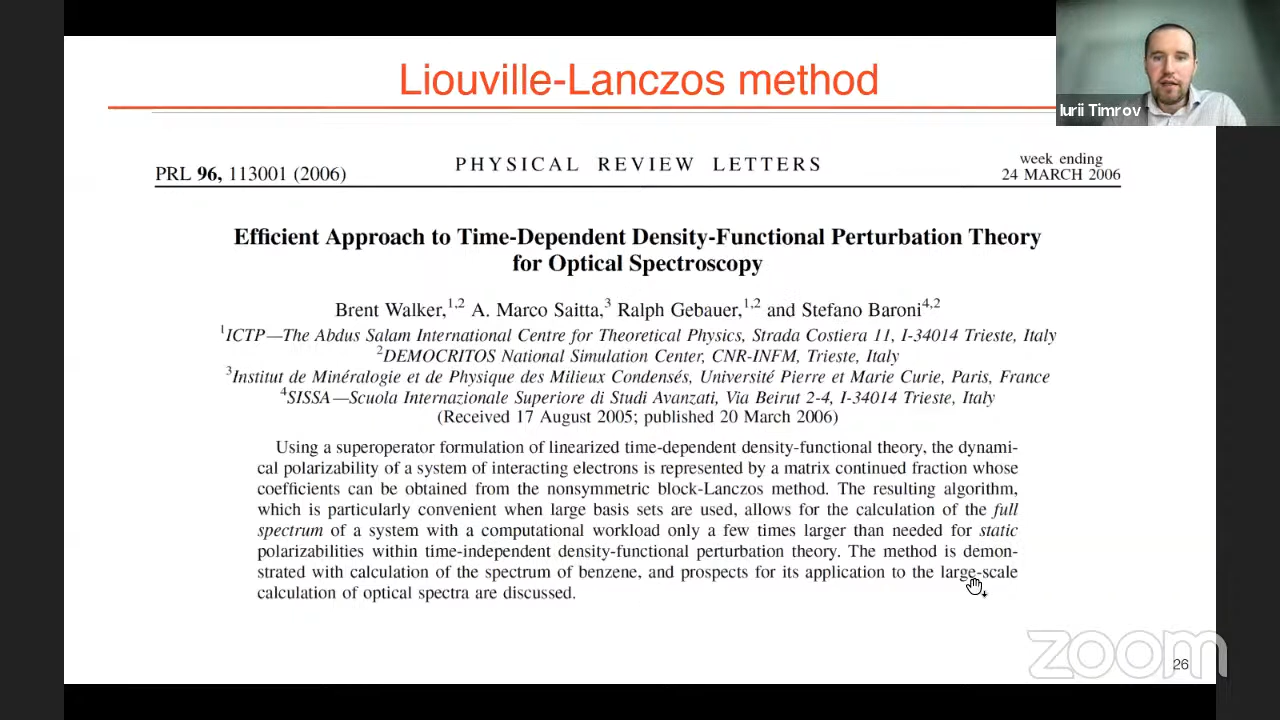 Liouville-Lanczos method
Iurii Timrov
PRL 96, 113001 (2006)
PHYSICAL REVIEW LETTERS
week ending
24 MARCH 2006
Efficient Approach to Time-Dependent Density-Functional Perturbation Theory
for Optical Spectroscopy
Brent Walker,1,2 A. Marco Saitta,3 Ralph Gebauer,1,2 and Stefano Baroni4,2
1ICTP—The Abdus Salam International Centre for Theoretical Physics, Strada Costiera 11, I-34014 Trieste, Italy
2DEMOCRITOS National Simulation Center, CNR-INFM, Trieste, Italy
3Institut de Minéralogie et de Physique des Milieux Condensés, Université Pierre et Marie Curie, Paris, France
4SISSA—Scuola Internazionale Superiore di Studi Avanzati, Via Beirut 2-4, I-34014 Trieste, Italy
(Received 17 August 2005; published 20 March 2006)
Using a superoperator formulation of linearized time-dependent density-functional theory, the dynami-
cal polarizability of a system of interacting electrons is represented by a matrix continued fraction whose
coefficients can be obtained from the nonsymmetric block-Lanczos method. The resulting algorithm,
which is particularly convenient when large basis sets are used, allows for the calculation of the full
spectrum of a system with a computational workload only a few times larger than needed for static
polarizabilities within time-independent density-functional perturbation theory. The method is demon-
strated with calculation of the spectrum of benzene, and prospects for its application to the large-scale
calculation of optical spectra are discussed.
zoom
26